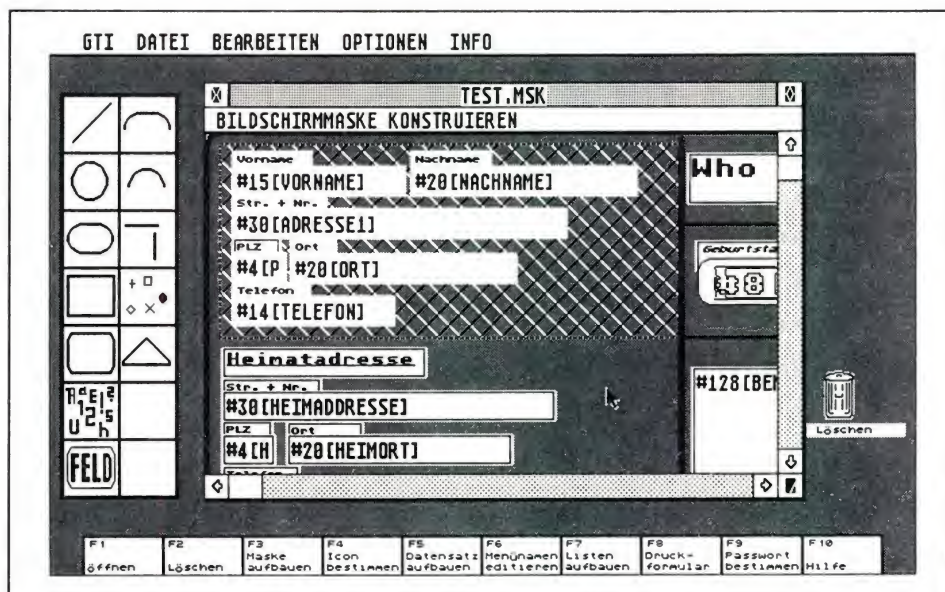 GTI DATEI BEARBEITEN OPTIONEN INFO
TEST.MSK
BILDSCHIRMMASKE KONSTRUIEREN
Vorname Nachname
#15[VORNAME] #20[NACHNAME]
Str. + Nr.
#30[ADRESSE1]
PLZ Ort
#4[P #20[ORT]
Telefon
#14[TELEFON]
Heimatadresse
Str. + Nr.
#30[HEIMADDRESSE]
PLZ Ort
#4[H #20[HEIMORT]
Telefon
Who
Geburtsta
#128[BEM
FELD
Löschen
F1 öffnen
F2 Löschen
F3 Maske aufbauen
F4 Icon bestimmen
F5 Datensatz aufbauen
F6 Menünamen editieren
F7 Listen aufbauen
F8 Druck- formular
F9 Passwort bestimmen
F10 Hilfe